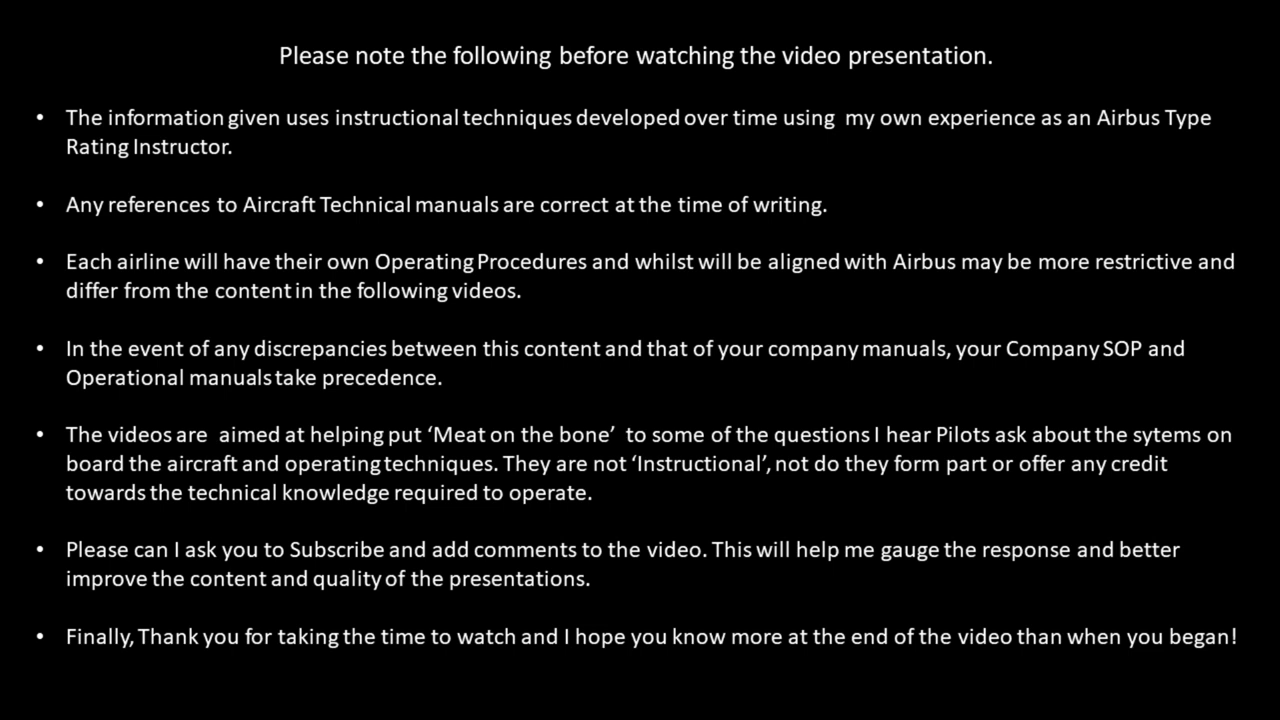 Please note the following before watching the video presentation.
• The information given uses instructional techniques developed over time using my own experience as an Airbus Type
Rating Instructor.
• Any references to Aircraft Technical manuals are correct at the time of writing.
• Each airline will have their own Operating Procedures and whilst will be aligned with Airbus may be more restrictive and
differ from the content in the following videos.
• In the event of any discrepancies between this content and that of your company manuals, your Company SOP and
Operational manuals take precedence.
• The videos are aimed at helping put ‘Meat on the bone’ to some of the questions I hear Pilots ask about the sytems on
board the aircraft and operating techniques. They are not ‘Instructional’, not do they form part or offer any credit
towards the technical knowledge required to operate.
• Please can I ask you to Subscribe and add comments to the video. This will help me gauge the response and better
improve the content and quality of the presentations.
• Finally, Thank you for taking the time to watch and I hope you know more at the end of the video than when you began!